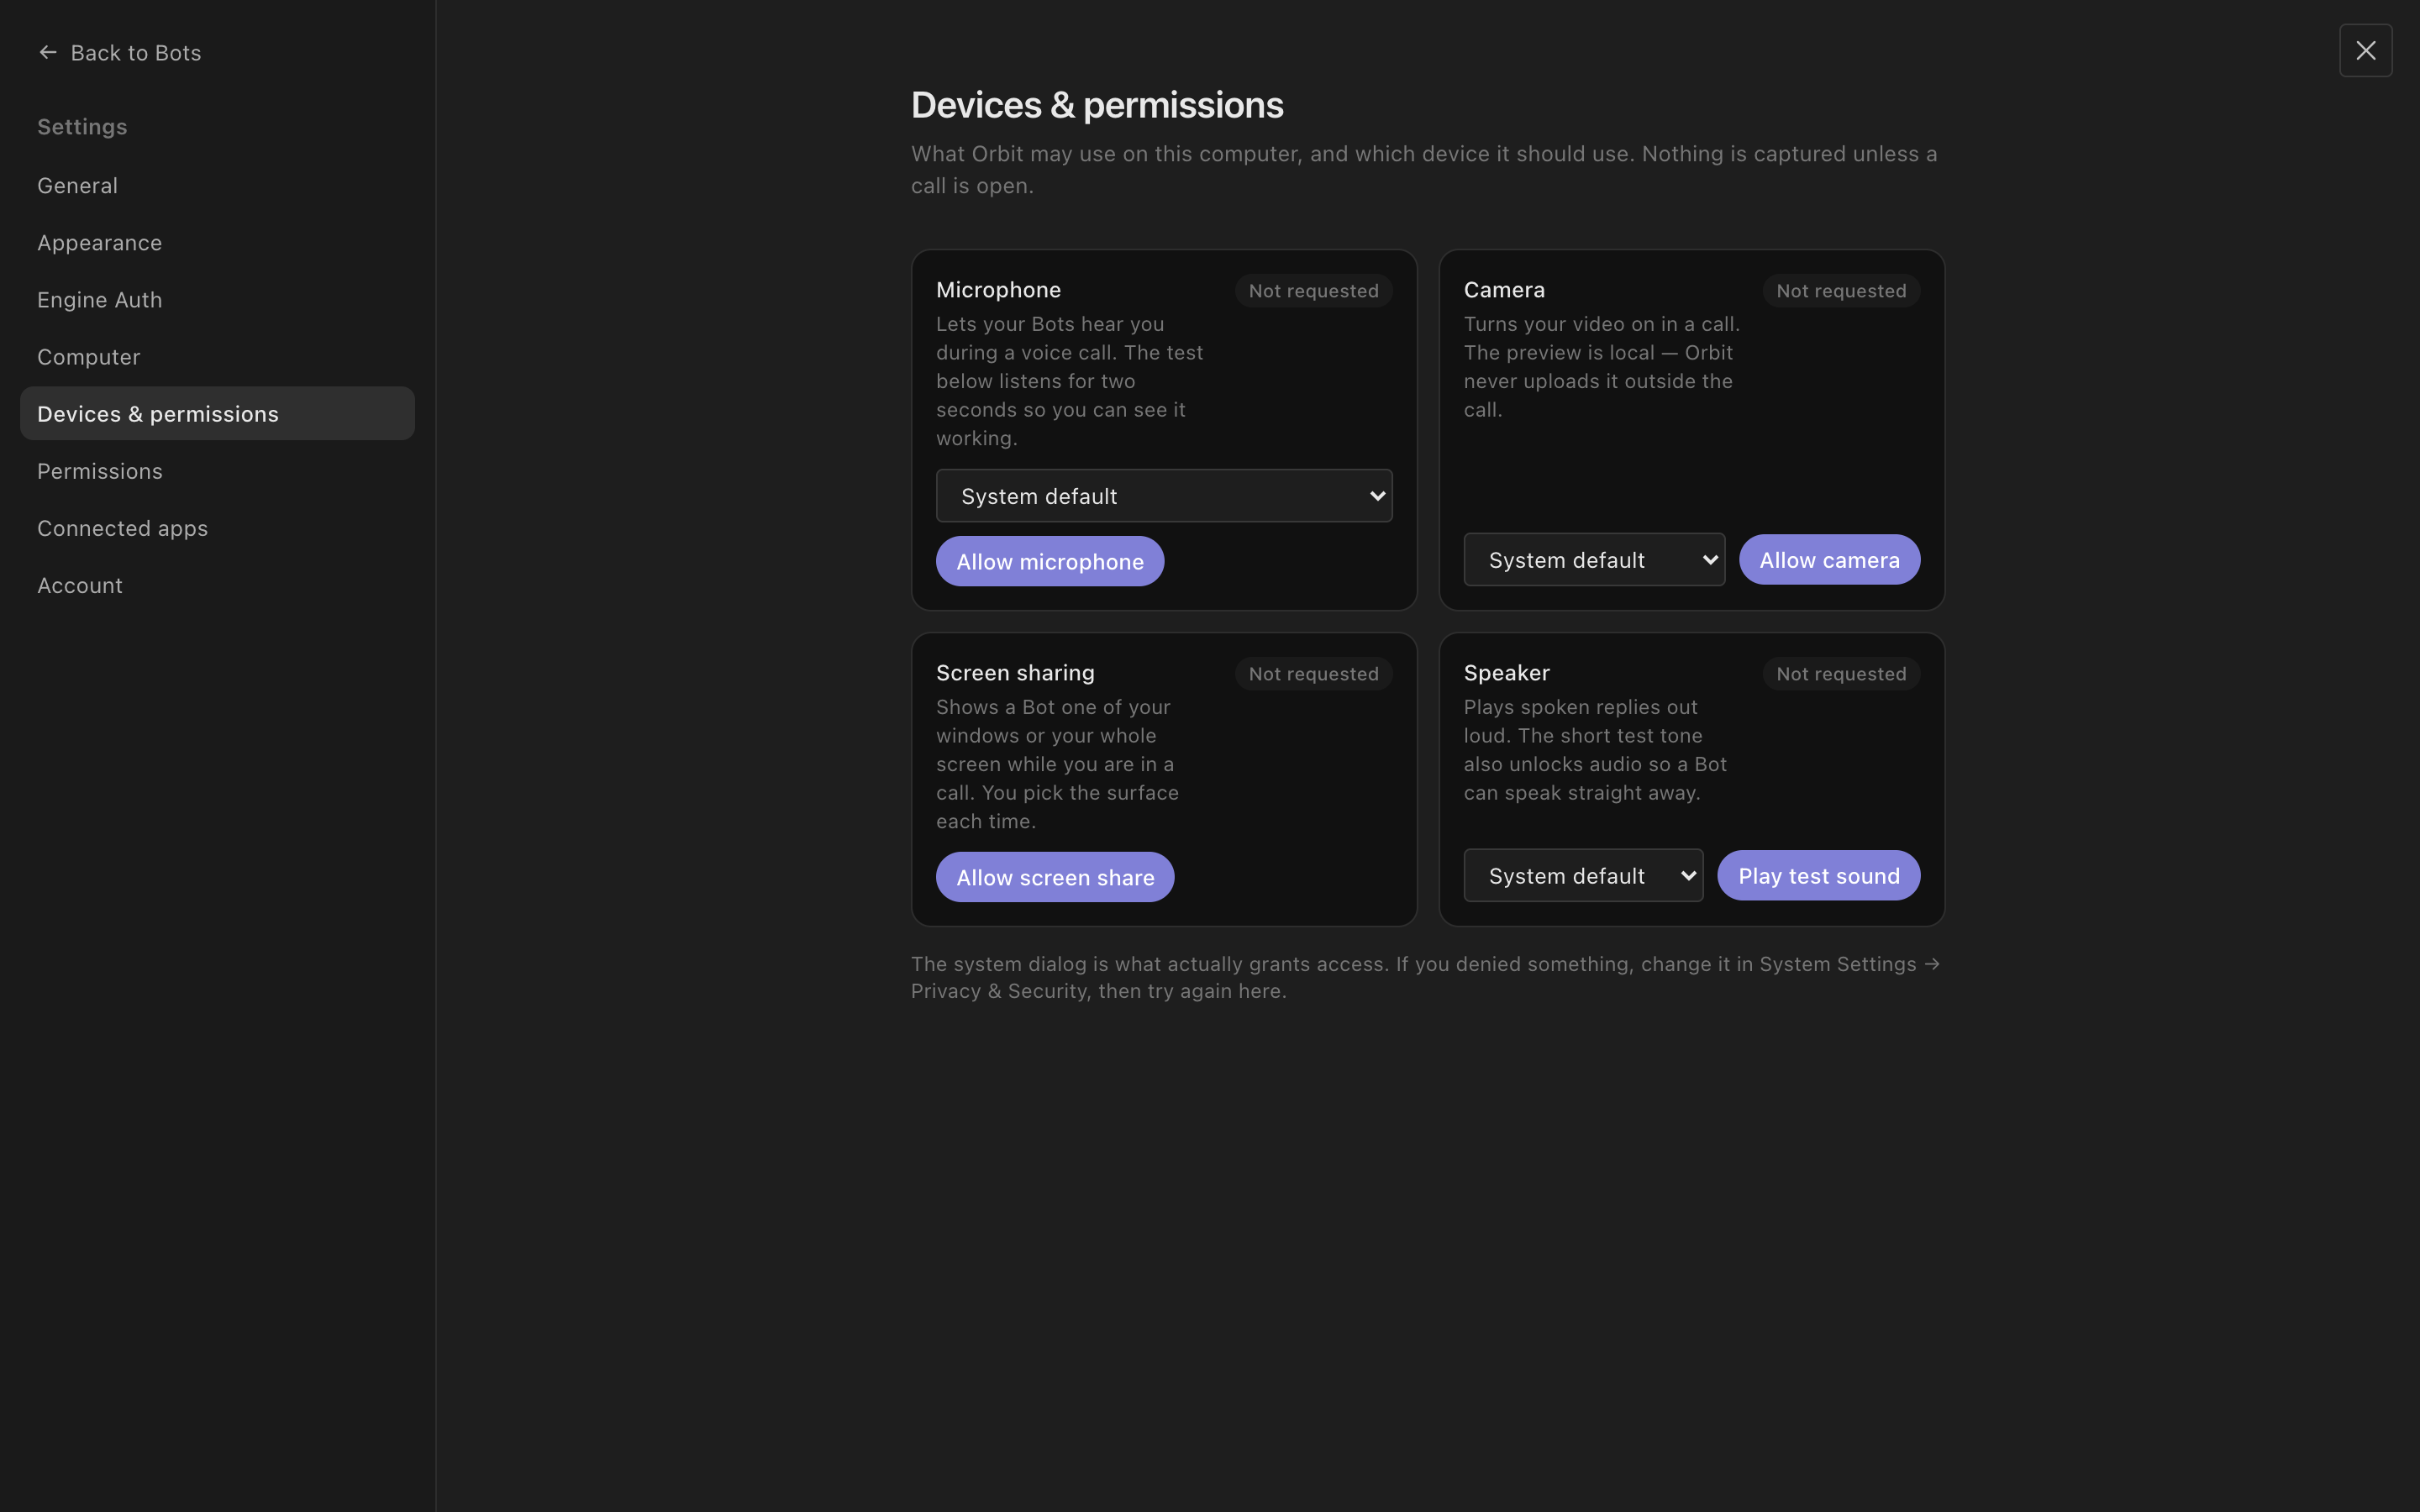 ← Back to Bots
Settings
General
Appearance
Engine Auth
Computer
Devices & permissions
Permissions
Connected apps
Account
Devices & permissions
What Orbit may use on this computer, and which device it should use. Nothing is captured unless a
call is open.
Microphone
Not requested
Lets your Bots hear you
during a voice call. The test
below listens for two
seconds so you can see it
working.
System default
Allow microphone
Camera
Not requested
Turns your video on in a call.
The preview is local — Orbit
never uploads it outside the
call.
System default
Allow camera
Screen sharing
Not requested
Shows a Bot one of your
windows or your whole
screen while you are in a
call. You pick the surface
each time.
Allow screen share
Speaker
Not requested
Plays spoken replies out
loud. The short test tone
also unlocks audio so a Bot
can speak straight away.
System default
Play test sound
The system dialog is what actually grants access. If you denied something, change it in System Settings →
Privacy & Security, then try again here.